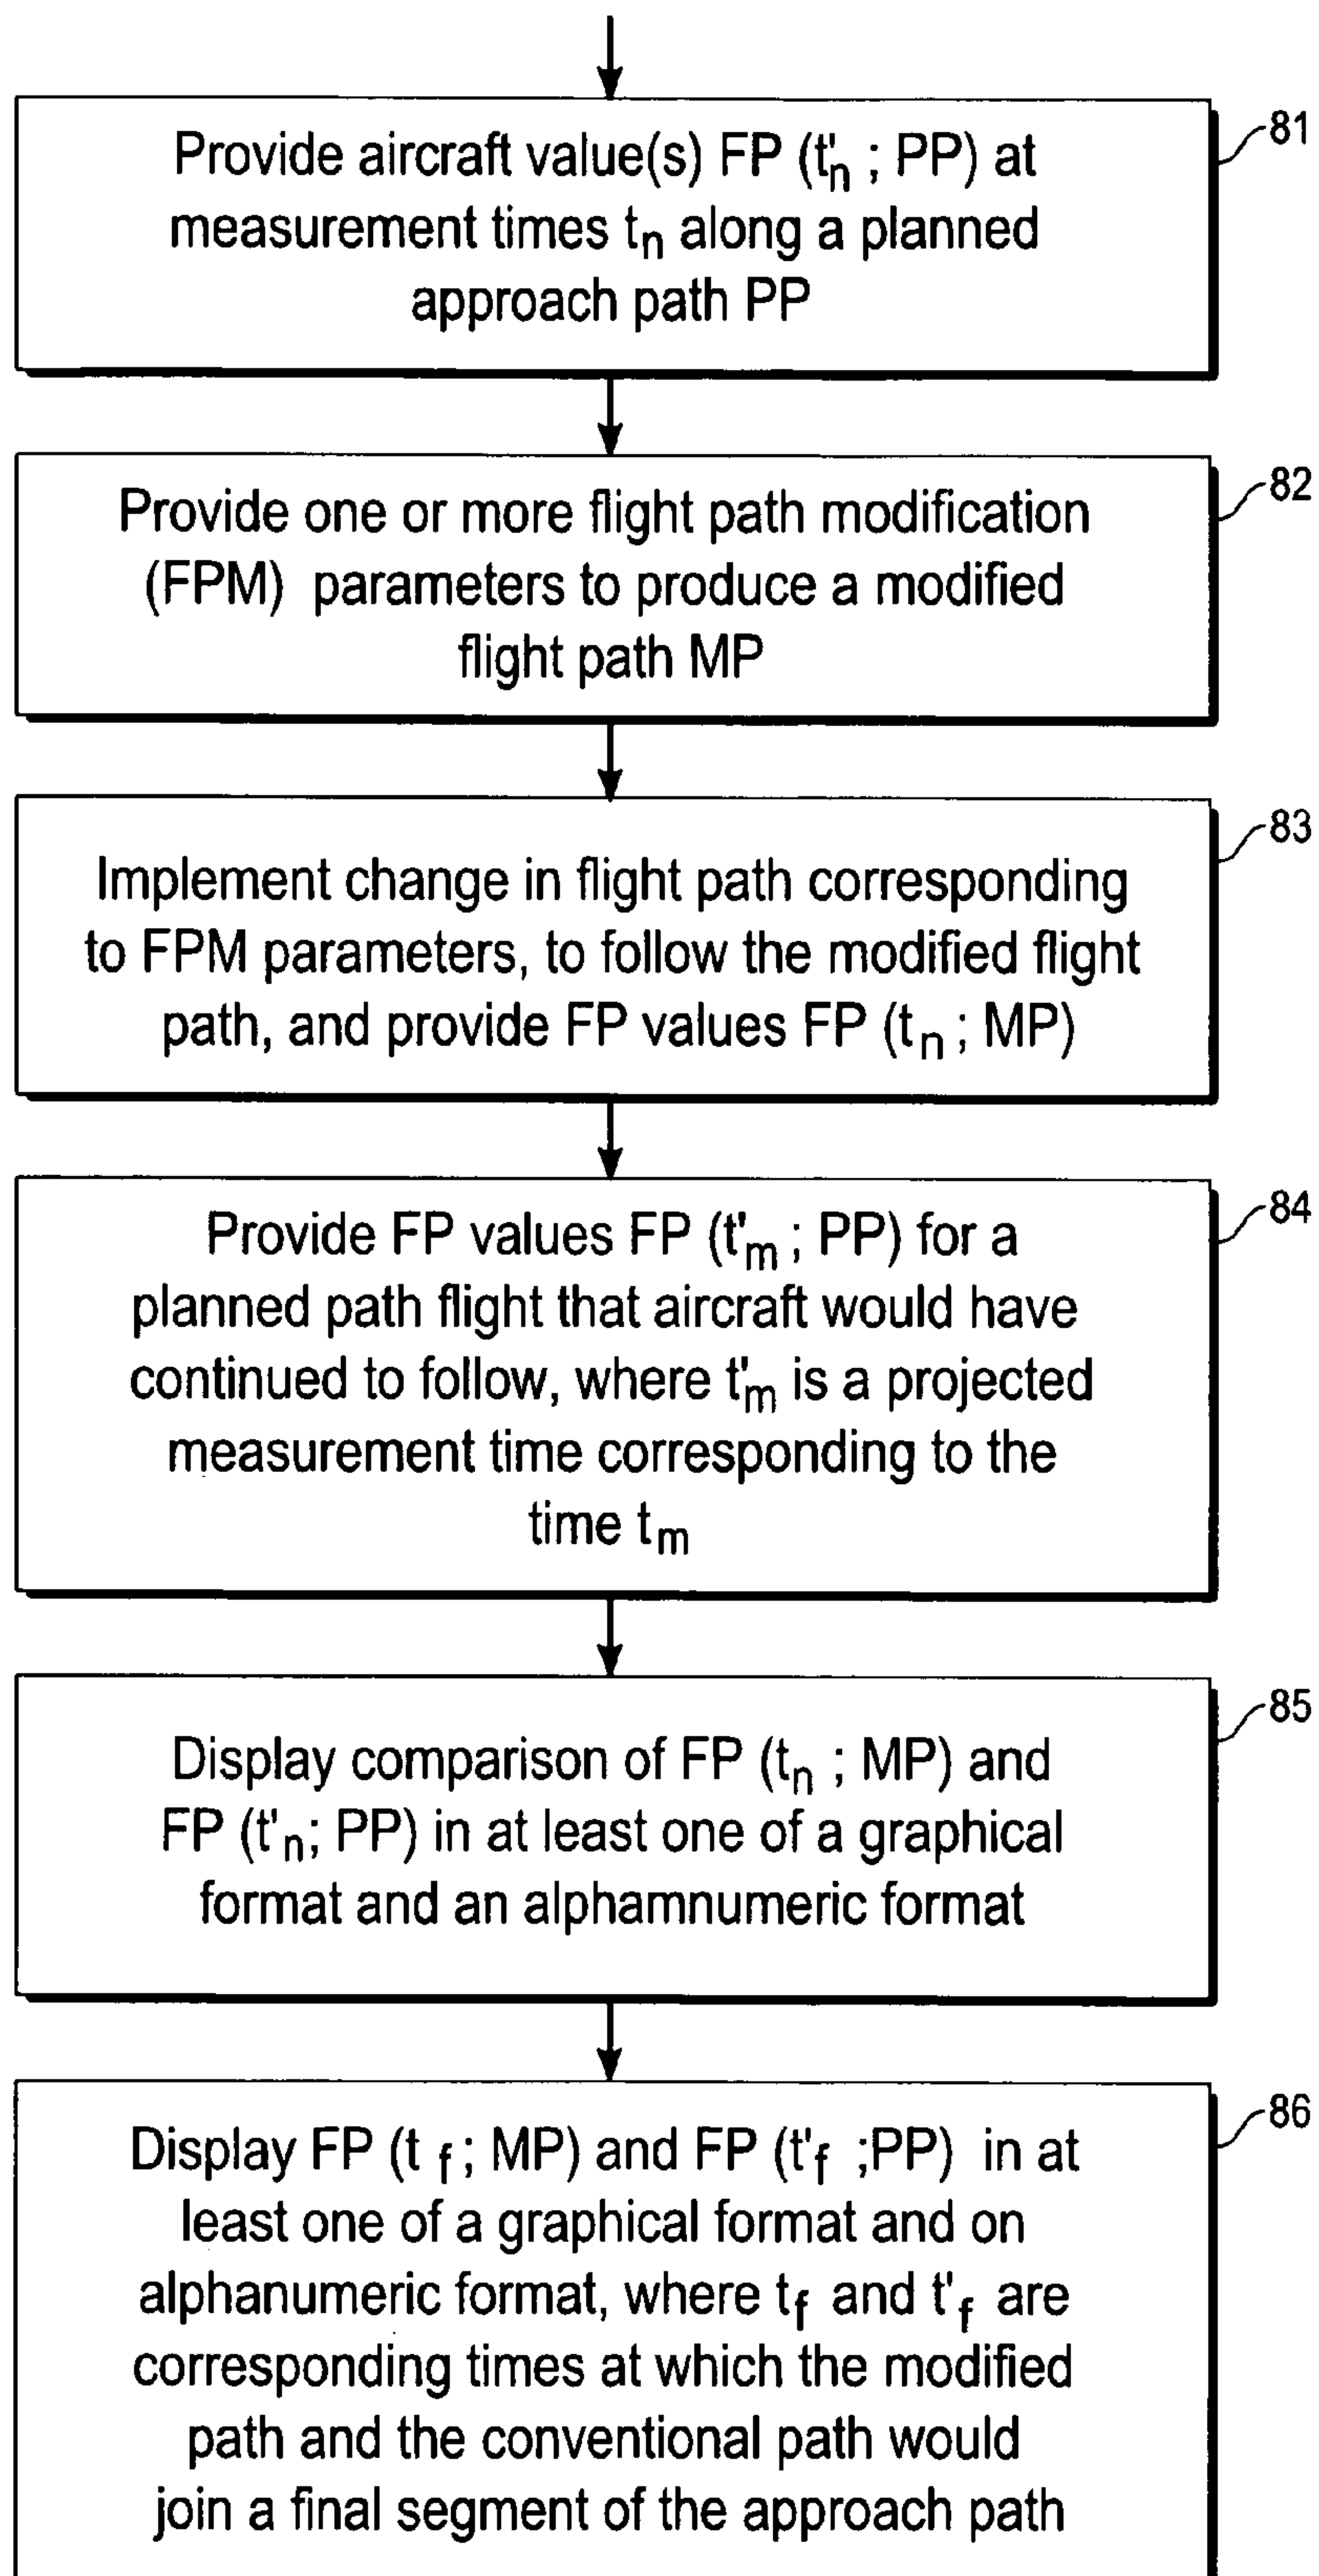 Provide aircraft value(s) FP (t'n ; PP) at
measurement times tn along a planned
approach path PP
81
Provide one or more flight path modification
(FPM) parameters to produce a modified
flight path MP
82
Implement change in flight path corresponding
to FPM parameters, to follow the modified flight
path, and provide FP values FP (tn ; MP)
83
Provide FP values FP (t'm ; PP) for a
planned path flight that aircraft would have
continued to follow, where t'm is a projected
measurement time corresponding to the
time tm
84
Display comparison of FP (tn ; MP) and
FP (t'n; PP) in at least one of a graphical
format and an alphamnumeric format
85
Display FP (t f ; MP) and FP (t'f ;PP) in at
least one of a graphical format and on
alphanumeric format, where tf and t'f are
corresponding times at which the modified
path and the conventional path would
join a final segment of the approach path
86